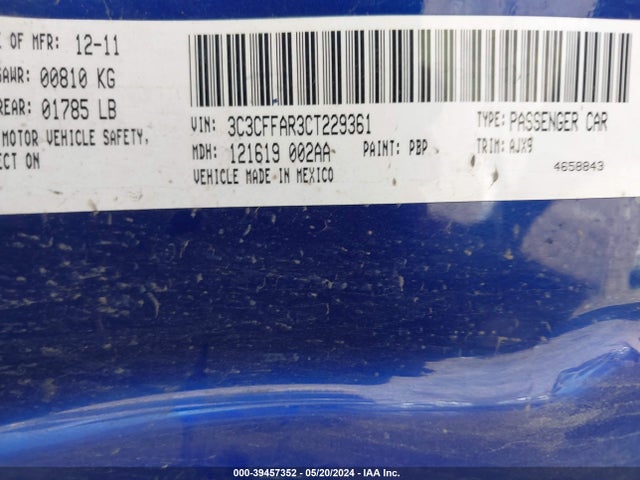 E OF MFR: 12-11
GAWR: 00810 KG
REAR: 01785 LB
MOTOR VEHICLE SAFETY,
ECT ON
VIN: 3C3CFFAR3CT229361 TYPE: PASSENGER CAR
MDH: 121619 002AA PAINT: PBP TRIM: AJX9
VEHICLE MADE IN MEXICO 4658843
000-39457352 — 05/20/2024 — IAA Inc.